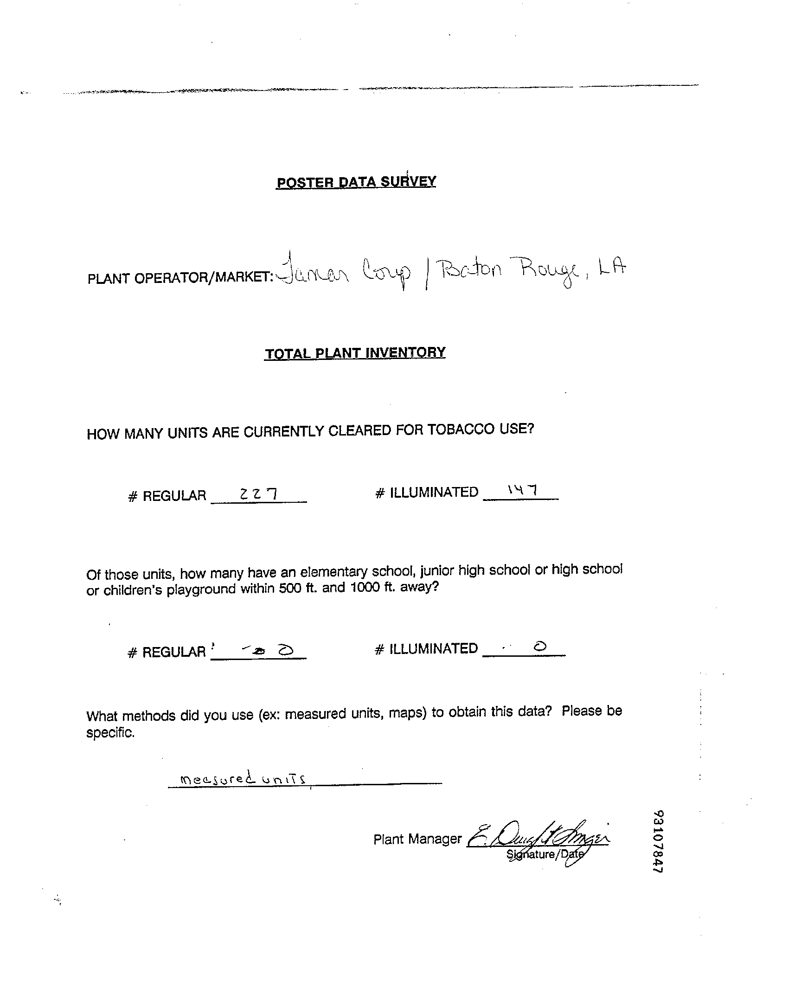 POSTER DATA SURVEY
PLANT OPERATOR/MARKET: Lamar Corp / Baton Rouge, LA
TOTAL PLANT INVENTORY
HOW MANY UNITS ARE CURRENTLY CLEARED FOR TOBACCO USE?
# REGULAR 227 # ILLUMINATED 147
Of those units, how many have an elementary school, junior high school or high school
or children's playground within 500 ft. and 1000 ft. away?
# REGULAR 0 # ILLUMINATED 0
What methods did you use (ex: measured units, maps) to obtain this data? Please be
specific.
measured units
Plant Manager E.
Signature/Date
93107847